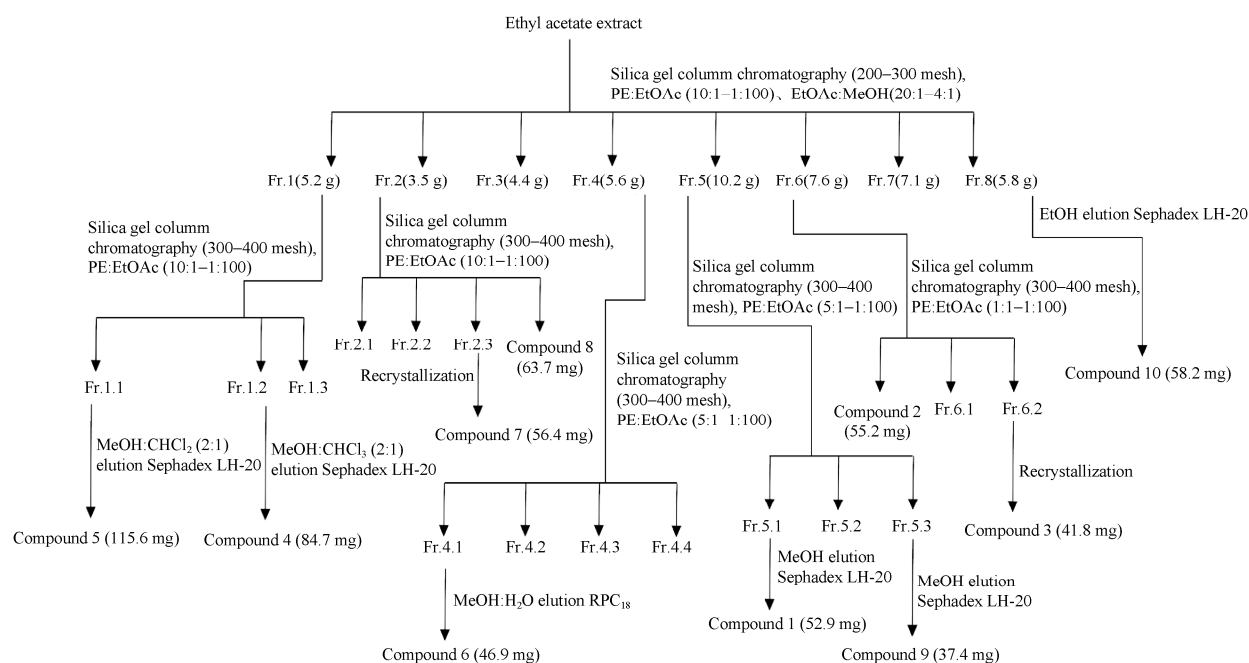 Ethyl acetate extract
Silica gel columm chromatography (200–300 mesh),
PE:EtOAc (10:1–1:100)、EtOAc:MeOH(20:1–4:1)
Fr.1(5.2 g)
Fr.2(3.5 g)
Fr.3(4.4 g)
Fr.4(5.6 g)
Fr.5(10.2 g)
Fr.6(7.6 g)
Fr.7(7.1 g)
Fr.8(5.8 g)
Silica gel columm
chromatography (300–400 mesh),
PE:EtOAc (10:1–1:100)
Silica gel columm
chromatography (300–400 mesh),
PE:EtOAc (10:1–1:100)
EtOH elution Sephadex LH-20
Silica gel columm
chromatography (300–400
mesh), PE:EtOAc (5:1–1:100)
Silica gel columm
chromatography (300–400 mesh),
PE:EtOAc (1:1–1:100)
Fr.2.1
Fr.2.2
Fr.2.3
Compound 8
(63.7 mg)
Recrystallization
Compound 7 (56.4 mg)
Silica gel columm
chromatography
(300–400 mesh),
PE:EtOAc (5:1 1:100)
Compound 10 (58.2 mg)
Fr.1.1
Fr.1.2
Fr.1.3
Compound 2
(55.2 mg)
Fr.6.1
Fr.6.2
MeOH:CHCl2 (2:1)
elution Sephadex LH-20
MeOH:CHCl3 (2:1)
elution Sephadex LH-20
Recrystallization
Compound 5 (115.6 mg)
Compound 4 (84.7 mg)
Fr.4.1
Fr.4.2
Fr.4.3
Fr.4.4
Fr.5.1
Fr.5.2
Fr.5.3
Compound 3 (41.8 mg)
MeOH elution
Sephadex LH-20
MeOH elution
Sephadex LH-20
MeOH:H2O elution RPC18
Compound 1 (52.9 mg)
Compound 6 (46.9 mg)
Compound 9 (37.4 mg)